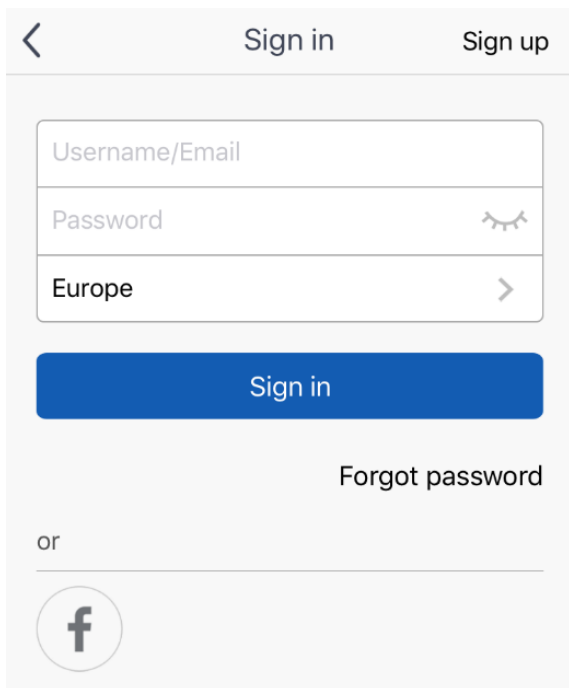 Sign in Sign up
Username/Email
Password
Europe
Sign in
Forgot password
or
f